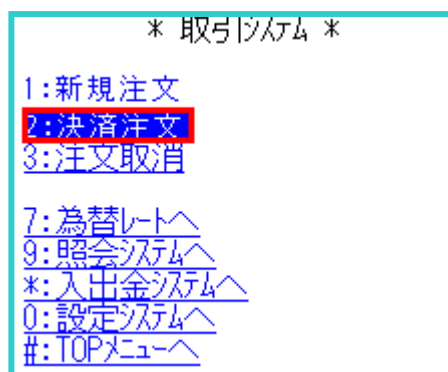 * 取引ｼｽﾃﾑ *
1:新規注文
2:決済注文
3:注文取消
7:為替ﾚｰﾄへ
9:照会ｼｽﾃﾑへ
*:入出金ｼｽﾃﾑへ
0:設定ｼｽﾃﾑへ
#:TOPﾒﾆｭｰへ